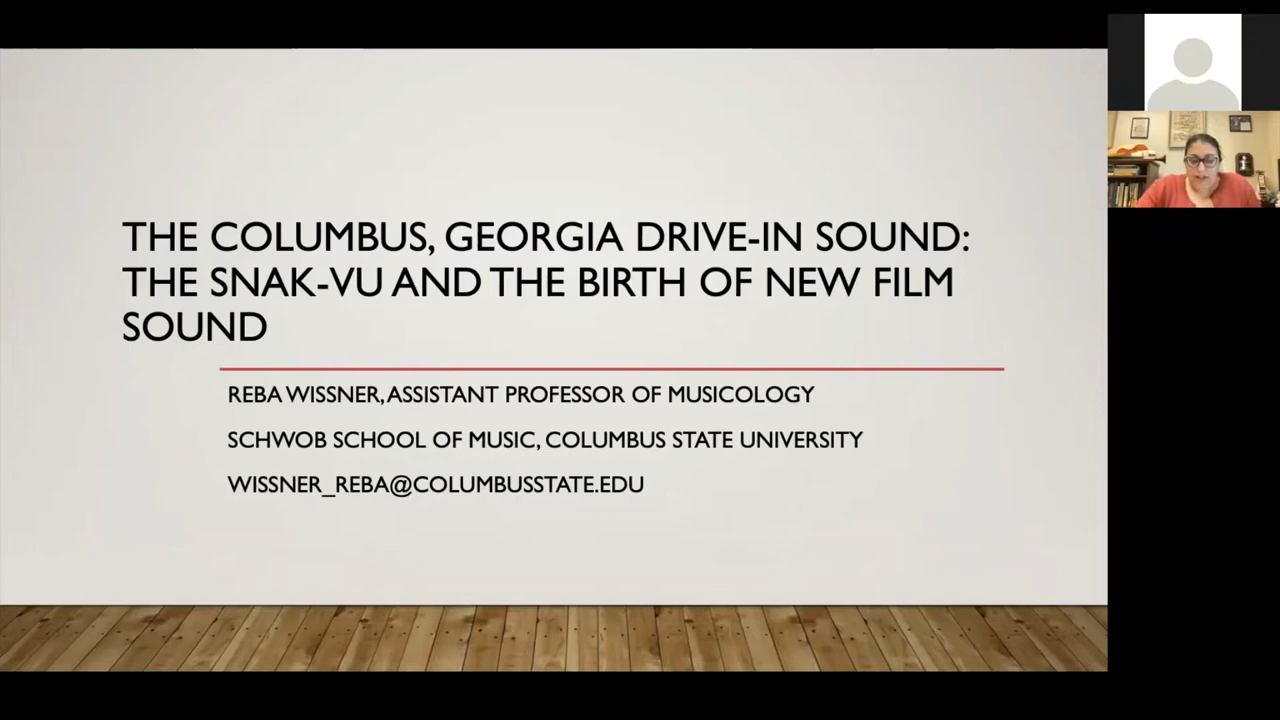 THE COLUMBUS, GEORGIA DRIVE-IN SOUND:
THE SNAK-VU AND THE BIRTH OF NEW FILM
SOUND
REBA WISSNER, ASSISTANT PROFESSOR OF MUSICOLOGY
SCHWOB SCHOOL OF MUSIC, COLUMBUS STATE UNIVERSITY
WISSNER_REBA@COLUMBUSSTATE.EDU